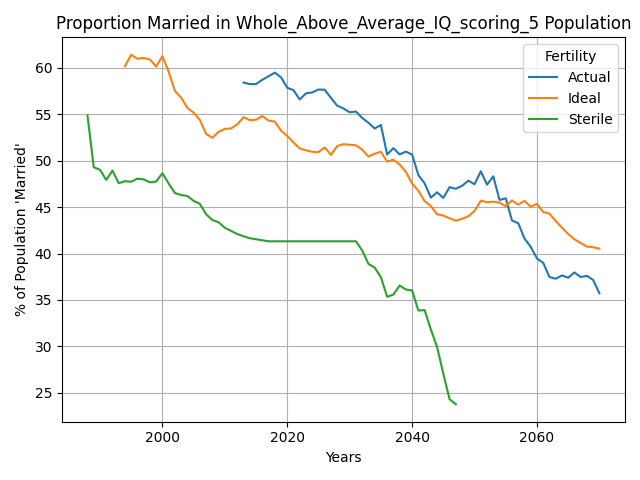 Proportion Married in Whole_Above_Average_IQ_scoring_5 Population
Fertility
Actual
Ideal
Sterile
% of Population 'Married'
60
55
50
45
40
35
30
25
2000
2020
2040
2060
Years